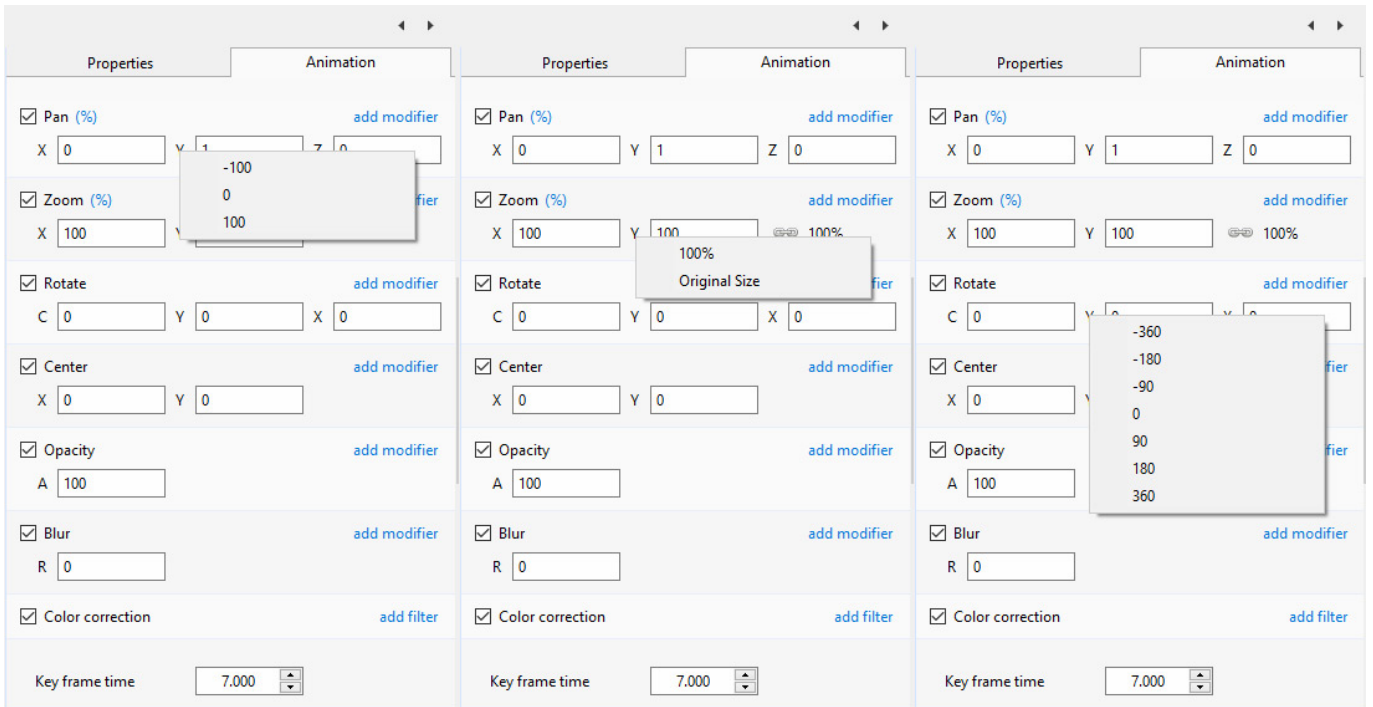 Properties Animation
Pan (%) add modifier
X 0 Y 1 Z 0
-100
0
100
Zoom (%)
X 100
Rotate add modifier
C 0 Y 0 X 0
Center add modifier
X 0 Y 0
Opacity add modifier
A 100
Blur add modifier
R 0
Color correction add filter
Key frame time 7.000
Properties Animation
Pan (%) add modifier
X 0 Y 1 Z 0
Zoom (%) add modifier
X 100 Y 100 100%
100%
Original Size
Rotate
C 0 Y 0 X 0
Center add modifier
X 0 Y 0
Opacity add modifier
A 100
Blur add modifier
R 0
Color correction add filter
Key frame time 7.000
Properties Animation
Pan (%) add modifier
X 0 Y 1 Z 0
Zoom (%) add modifier
X 100 Y 100 100%
Rotate add modifier
C 0
-360
-180
-90
0
90
180
360
Center
X 0
Opacity
A 100
Blur add modifier
R 0
Color correction add filter
Key frame time 7.000